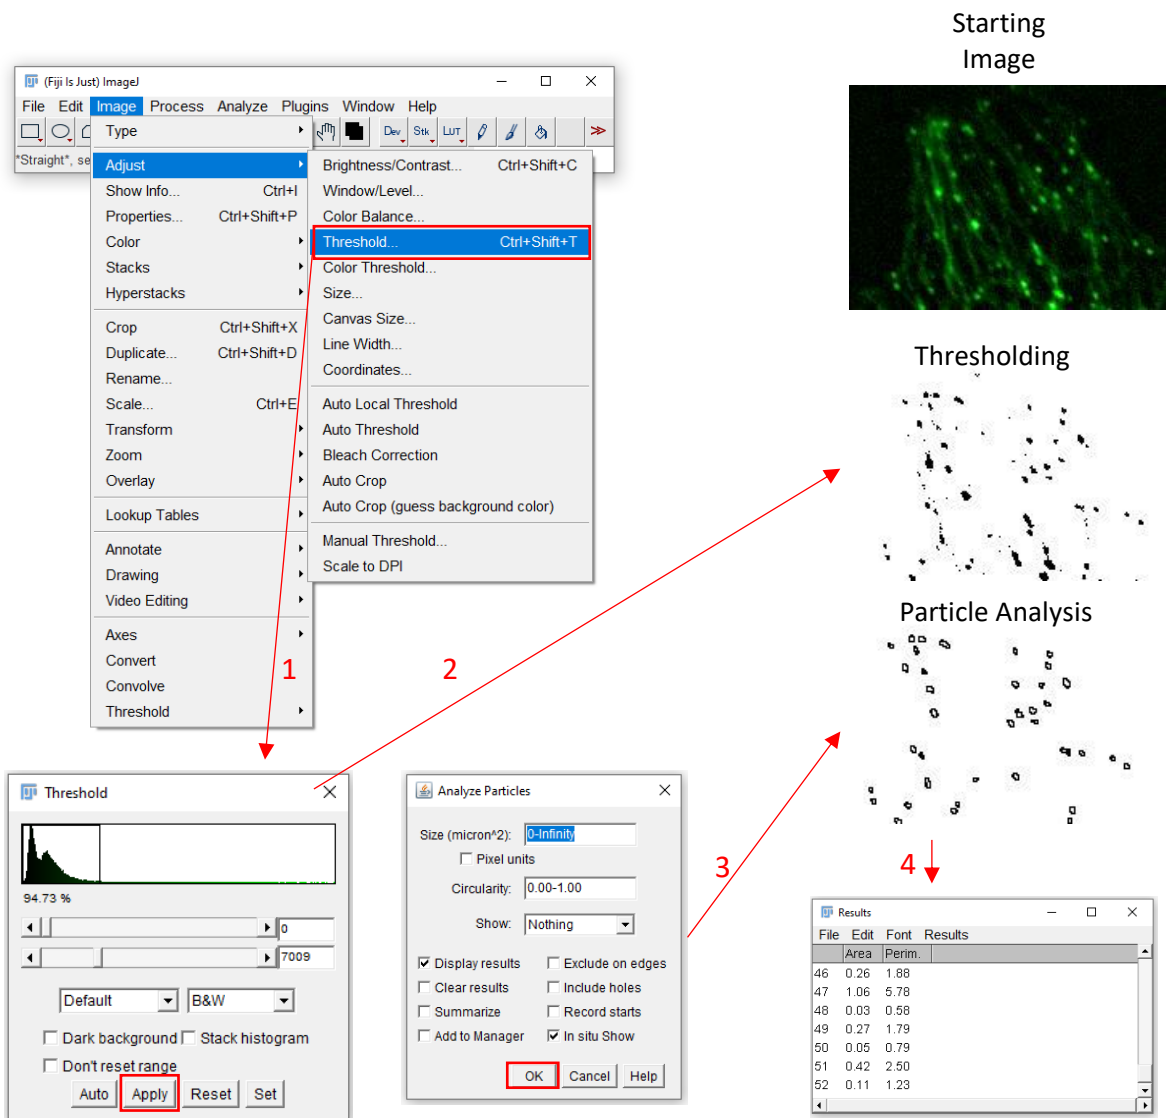 Starting
Image
(Fiji Is Just) ImageJ
File Edit Image Process Analyze Plugins Window Help
Dev Stk LUT
*Straight*, se
Type
Adjust
Show Info... Ctrl+I
Properties... Ctrl+Shift+P
Color
Stacks
Hyperstacks
Crop Ctrl+Shift+X
Duplicate... Ctrl+Shift+D
Rename...
Scale... Ctrl+E
Transform
Zoom
Overlay
Lookup Tables
Annotate
Drawing
Video Editing
Axes
Convert
Convolve
Threshold
Brightness/Contrast... Ctrl+Shift+C
Window/Level...
Color Balance...
Threshold... Ctrl+Shift+T
Color Threshold...
Size...
Canvas Size...
Line Width...
Coordinates...
Auto Local Threshold
Auto Threshold
Bleach Correction
Auto Crop
Auto Crop (guess background color)
Manual Threshold...
Scale to DPI
Thresholding
Particle Analysis
1
2
Threshold
94.73 %
0
7009
Default B&W
Dark background Stack histogram
Don't reset range
Auto Apply Reset Set
Analyze Particles
Size (micron^2): 0-Infinity
Pixel units
Circularity: 0.00-1.00
Show: Nothing
Display results Exclude on edges
Clear results Include holes
Summarize Record starts
Add to Manager In situ Show
OK Cancel Help
3
4
Results
File Edit Font Results
Area Perim.
46 0.26 1.88
47 1.06 5.78
48 0.03 0.58
49 0.27 1.79
50 0.05 0.79
51 0.42 2.50
52 0.11 1.23